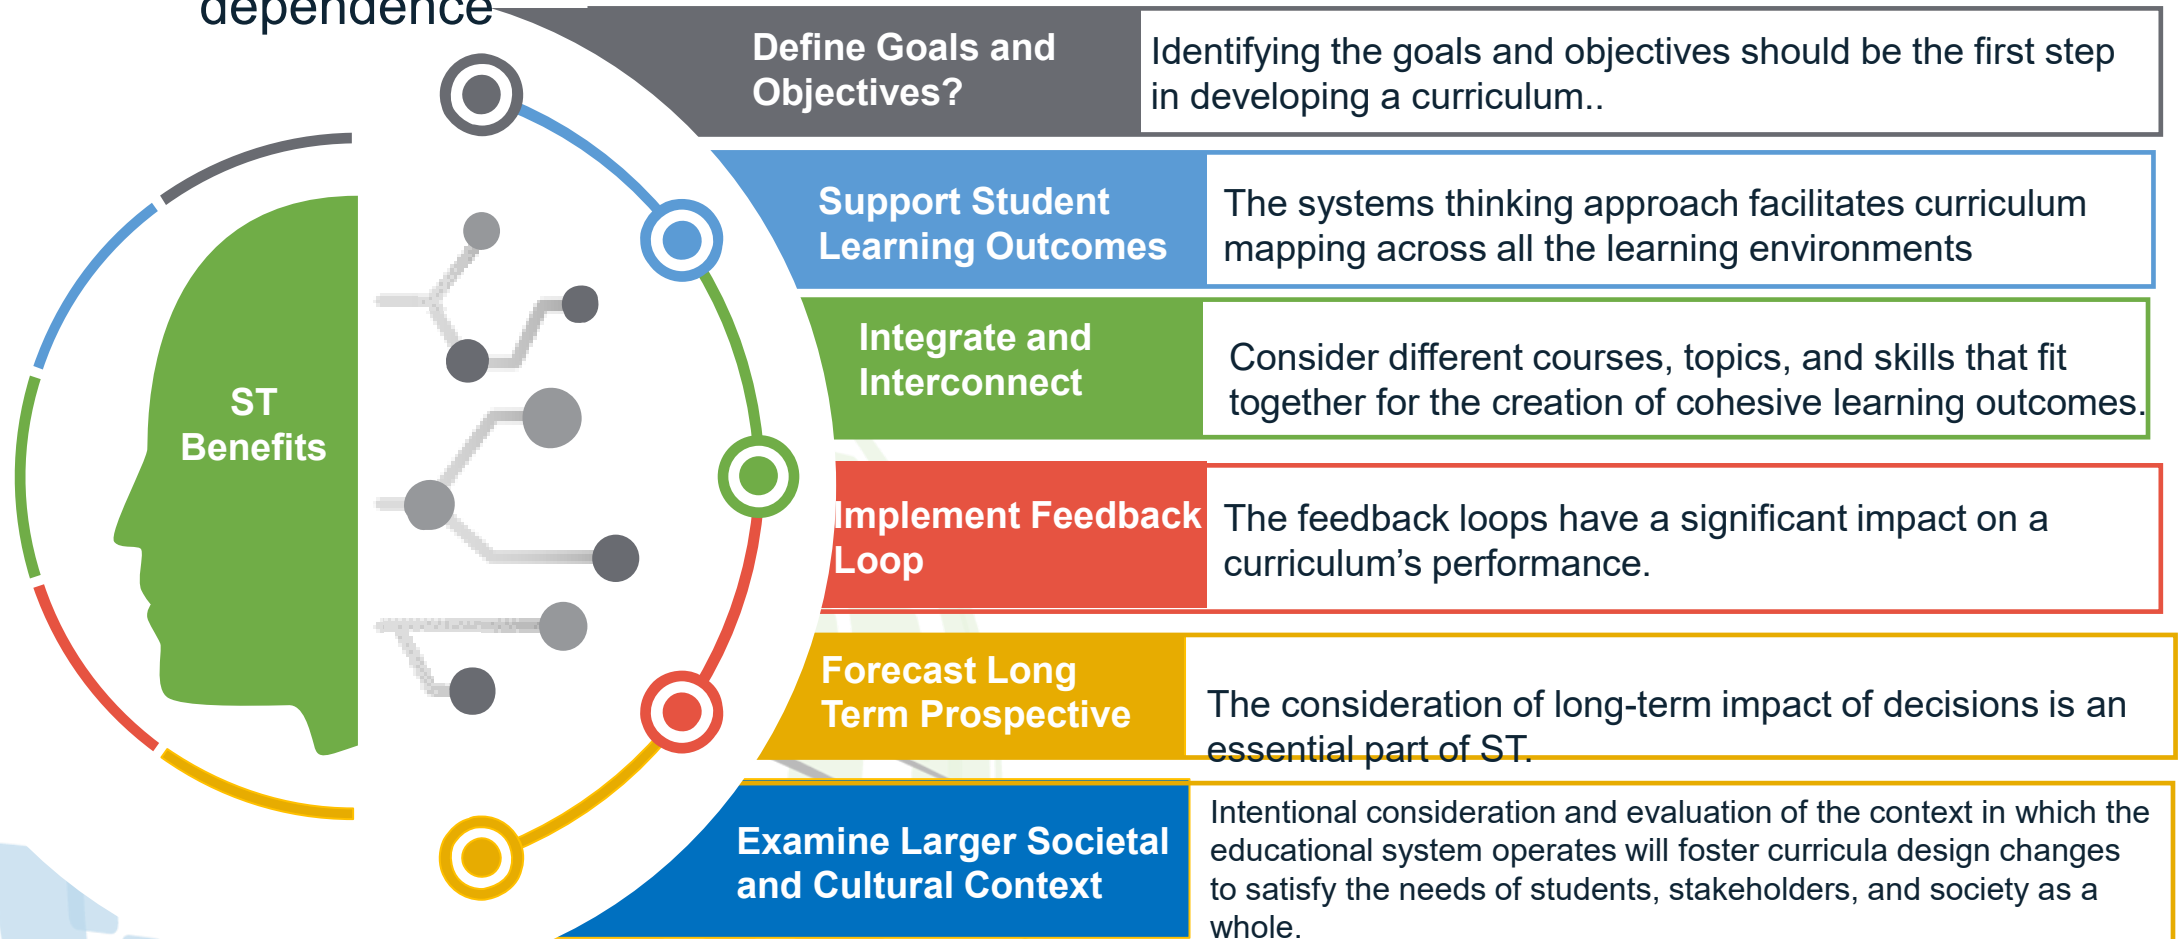 dependence
Define Goals and
Objectives?
Identifying the goals and objectives should be the first step
in developing a curriculum..
Support Student
Learning Outcomes
The systems thinking approach facilitates curriculum
mapping across all the learning environments
Integrate and
Interconnect
Consider different courses, topics, and skills that fit
together for the creation of cohesive learning outcomes.
ST
Benefits
Implement Feedback
Loop
The feedback loops have a significant impact on a
curriculum’s performance.
Forecast Long
Term Prospective
The consideration of long-term impact of decisions is an
essential part of ST.
Examine Larger Societal
and Cultural Context
Intentional consideration and evaluation of the context in which the
educational system operates will foster curricula design changes
to satisfy the needs of students, stakeholders, and society as a
whole.